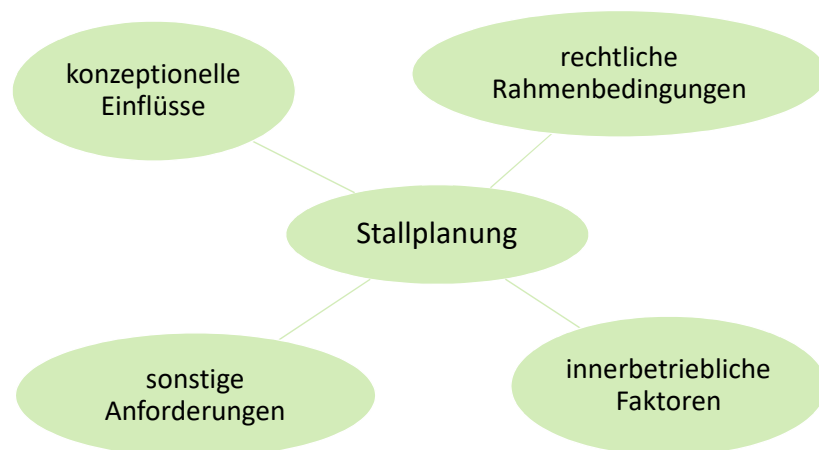 konzeptionelle
Einflüsse
rechtliche
Rahmenbedingungen
Stallplanung
sonstige
Anforderungen
innerbetriebliche
Faktoren